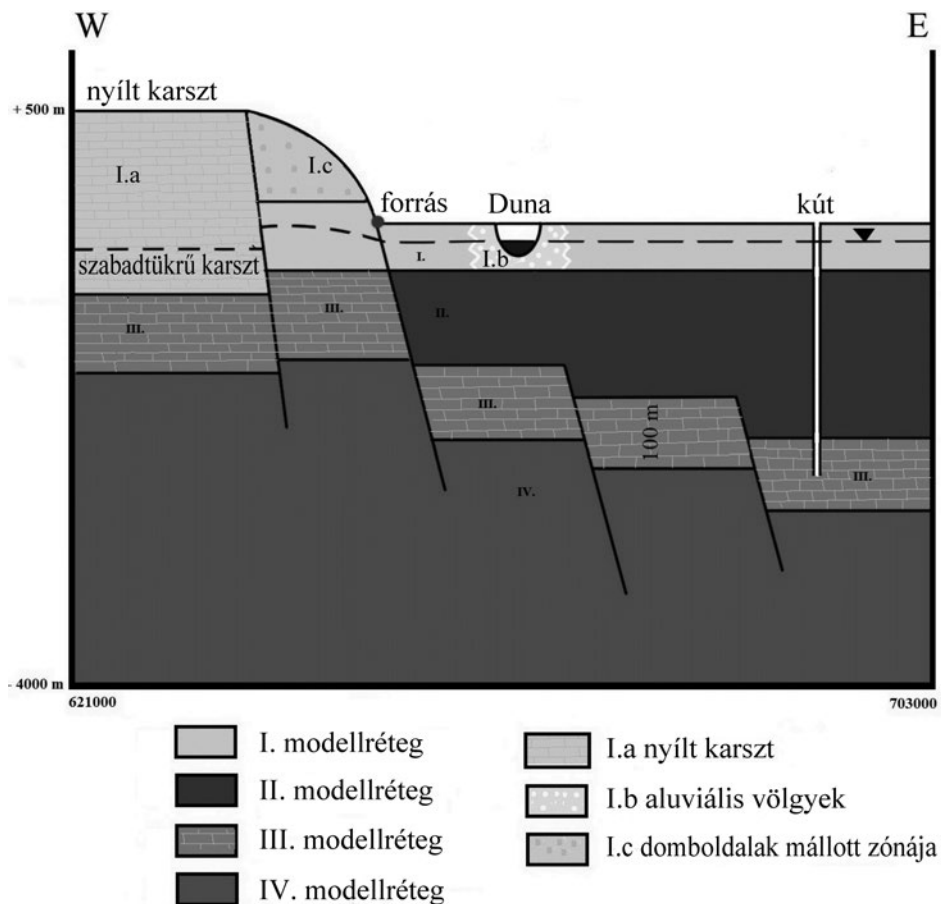 W
E
+ 500 m
nyílt karszt
I.a
I.c
forrás
Duna
kút
I.
I.b
szabadtükrű karszt
III.
III.
II.
III.
100 m
III.
IV.
- 4000 m
621000
703000
I. modellréteg
II. modellréteg
III. modellréteg
IV. modellréteg
I.a nyílt karszt
I.b aluviális völgyek
I.c domboldalak mállott zónája